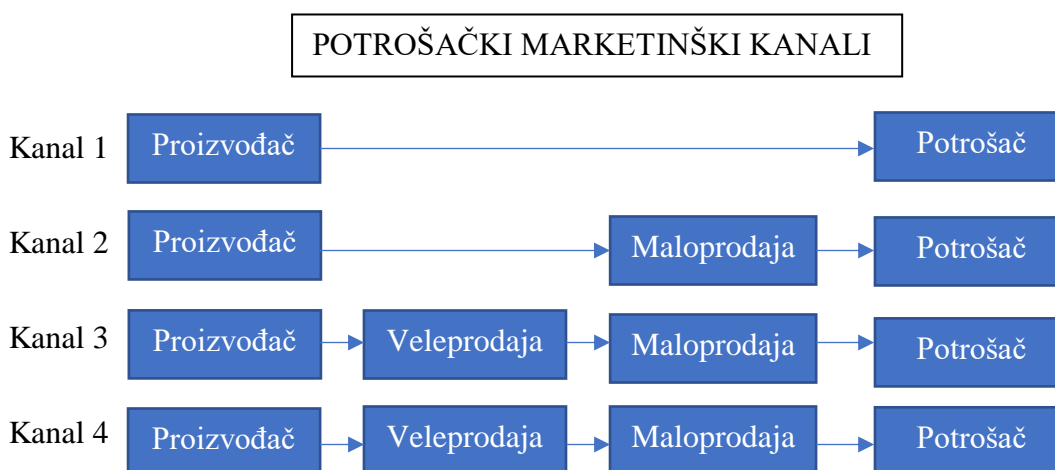 POTROŠAČKI MARKETINŠKI KANALI
Kanal 1 Proizvođač Potrošač
Kanal 2 Proizvođač Maloprodaja Potrošač
Kanal 3 Proizvođač Veleprodaja Maloprodaja Potrošač
Kanal 4 Proizvođač Veleprodaja Maloprodaja Potrošač